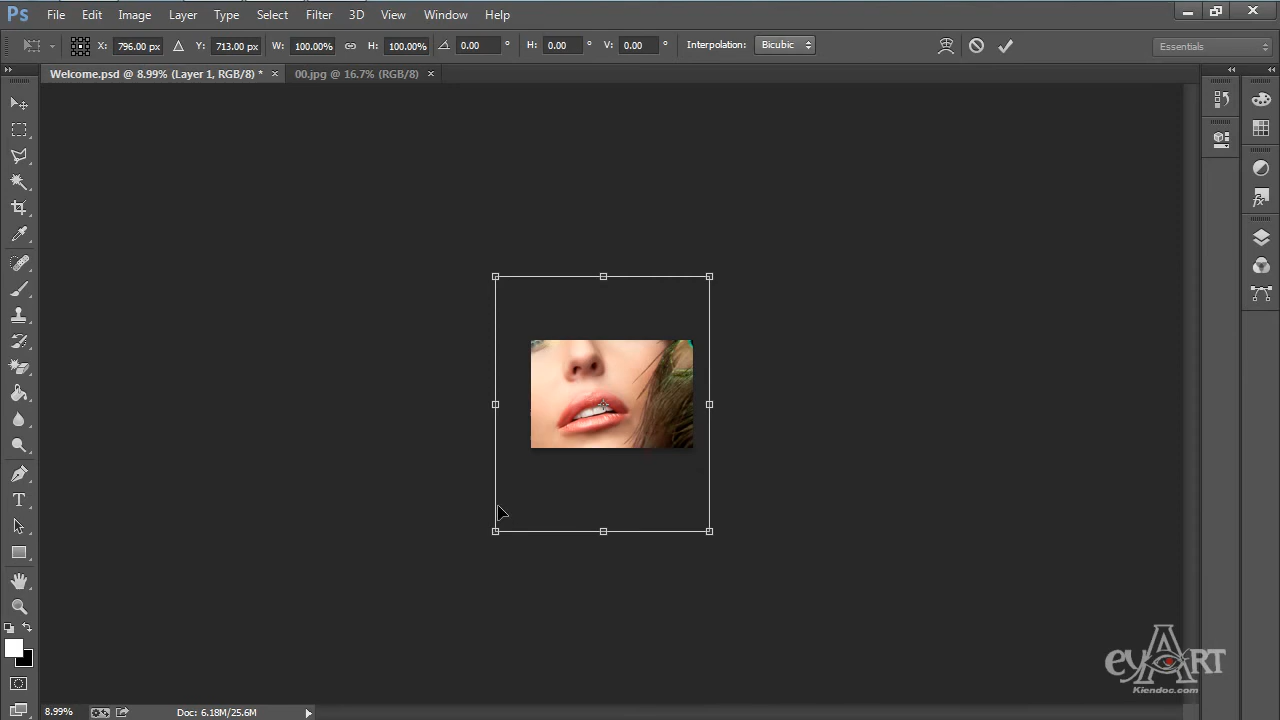 Ps File Edit Image Layer Type Select Filter 3D View Window Help
X: 796.00 px Y: 713.00 px W: 100.00% H: 100.00% 0.00 ° H: 0.00 ° V: 0.00 ° Interpolation: Bicubic Essentials
Welcome.psd @ 8.99% (Layer 1, RGB/8) * × 00.jpg @ 16.7% (RGB/8) ×
T
fx
eyART
Kiendoc.com
8.99% Doc: 6.18M/25.6M